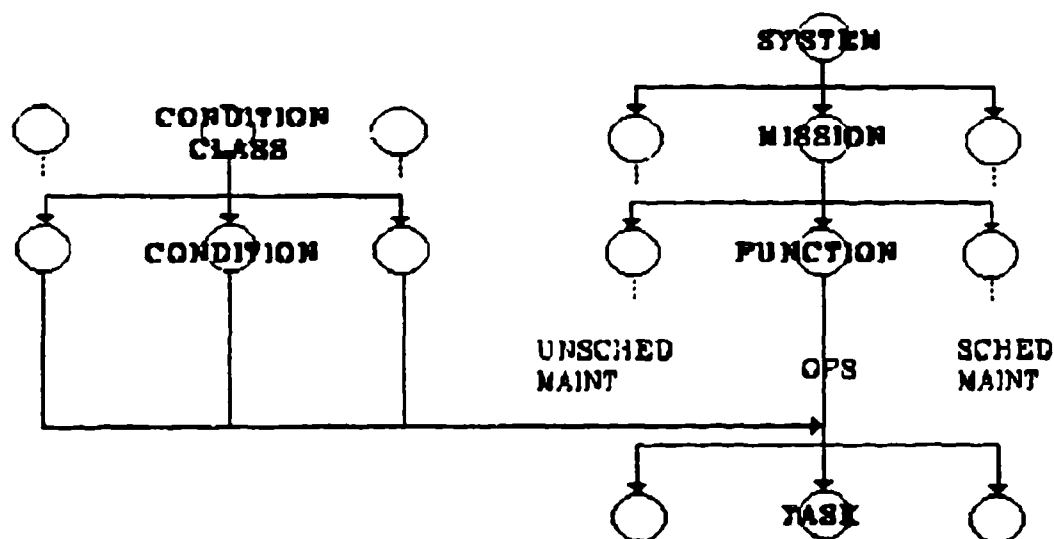 SYSTEM
CONDITION
CLASS
MISSION
CONDITION
FUNCTION
UNSCHED
MAINT
OPS
SCHED
MAINT
TASK